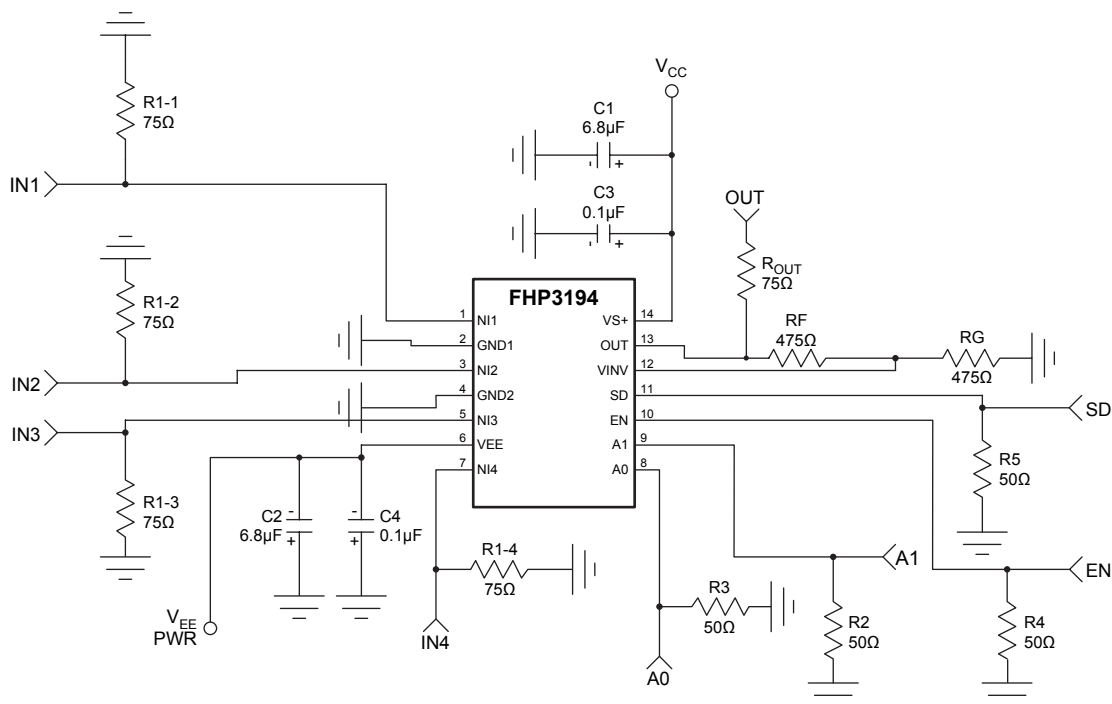 R1-1
75Ω
IN1
R1-2
75Ω
IN2
IN3
R1-3
75Ω
V_CC
C1
6.8µF
- +
C3
0.1µF
- +
OUT
R_OUT
75Ω
RF
475Ω
RG
475Ω
FHP3194
1 NI1
2 GND1
3 NI2
4 GND2
5 NI3
6 VEE
7 NI4
VS+ 14
OUT 13
VINV 12
SD 11
EN 10
A1 9
A0 8
SD
R5
50Ω
C2
6.8µF
-
+
C4
0.1µF
-
+
V_EE
PWR
R1-4
75Ω
IN4
R3
50Ω
A0
A1
R2
50Ω
EN
R4
50Ω